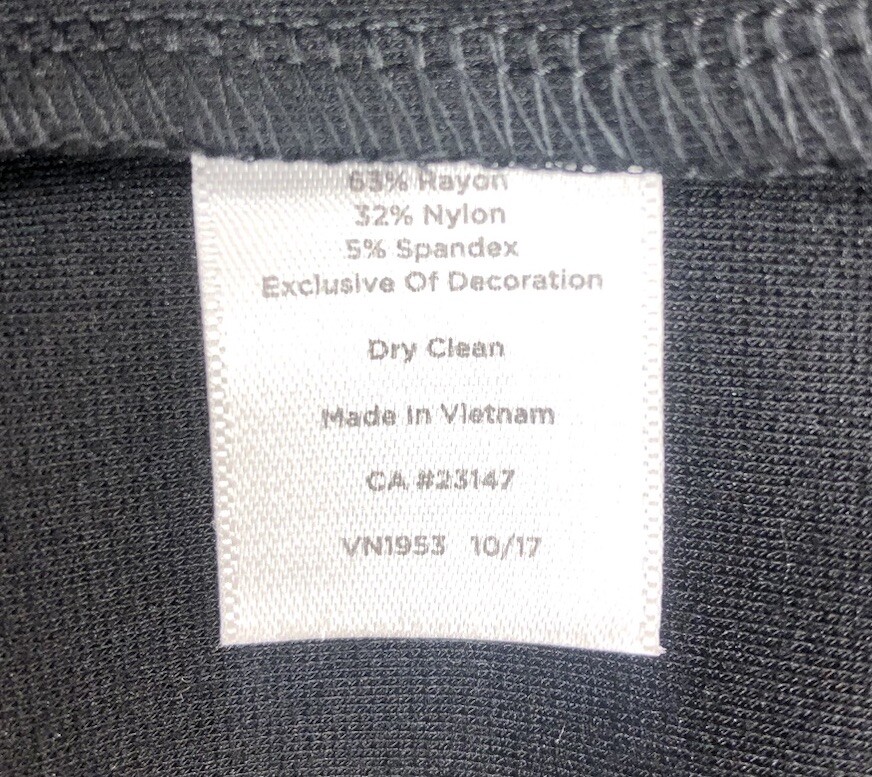 63% Rayon
32% Nylon
5% Spandex
Exclusive Of Decoration
Dry Clean
Made In Vietnam
CA #23147
VN1953 10/17